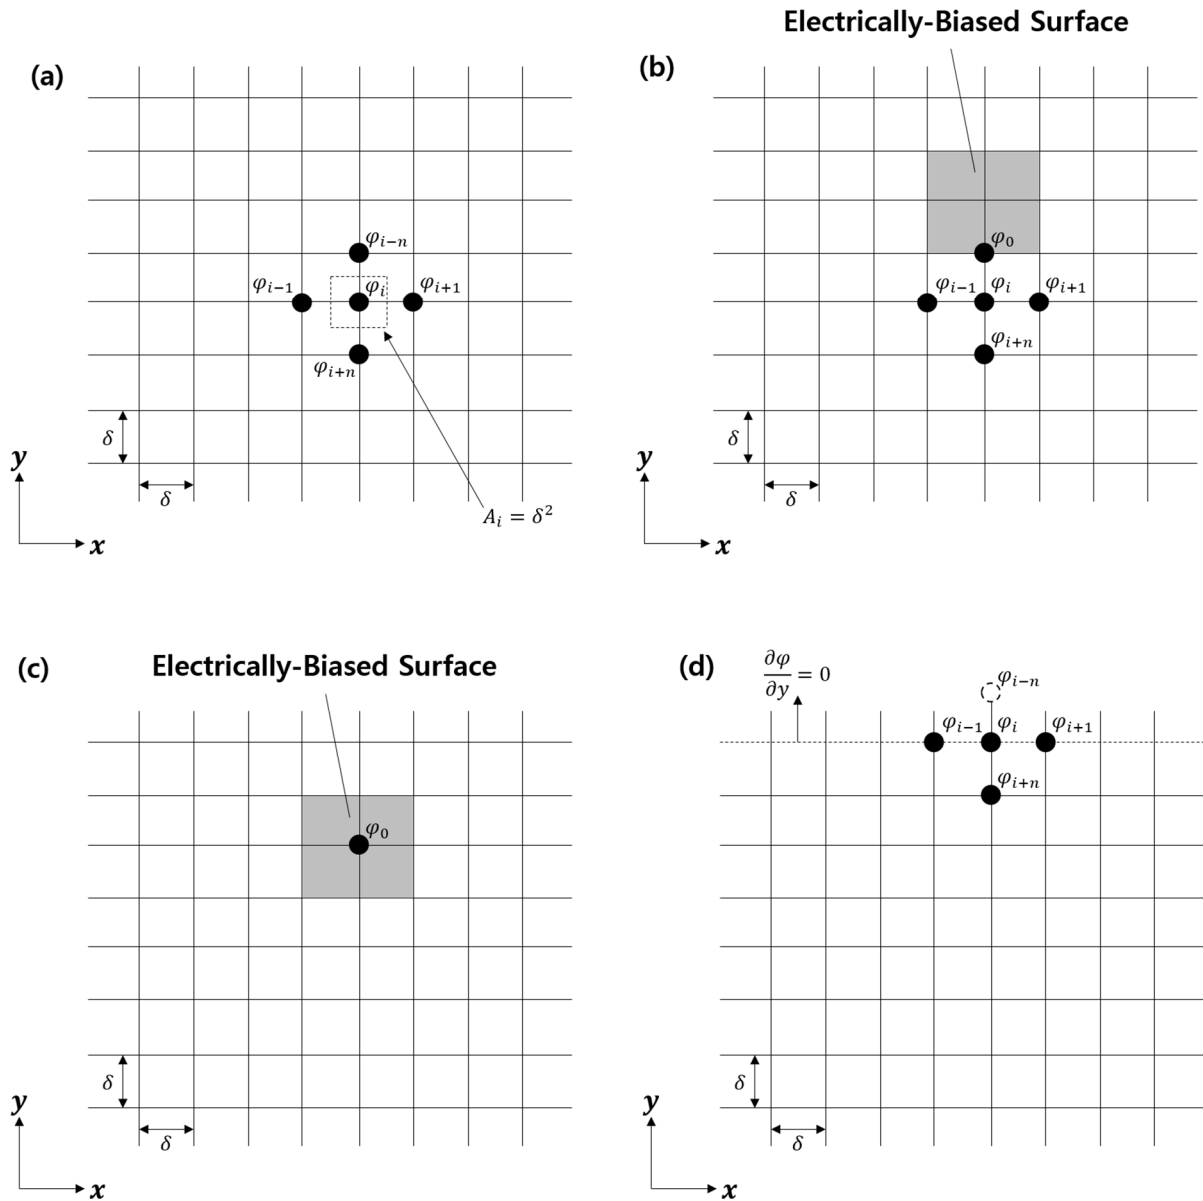 (a)
φᵢ₋ₙ
φᵢ₋₁
φᵢ
φᵢ₊₁
φᵢ₊ₙ
δ
δ
y
x
Aᵢ = δ²
Electrically-Biased Surface
(b)
φ₀
φᵢ₋₁
φᵢ
φᵢ₊₁
φᵢ₊ₙ
δ
δ
y
x
(c)
Electrically-Biased Surface
φ₀
δ
δ
y
x
(d)
∂φ/∂y = 0
φᵢ₋ₙ
φᵢ₋₁
φᵢ
φᵢ₊₁
φᵢ₊ₙ
δ
δ
y
x